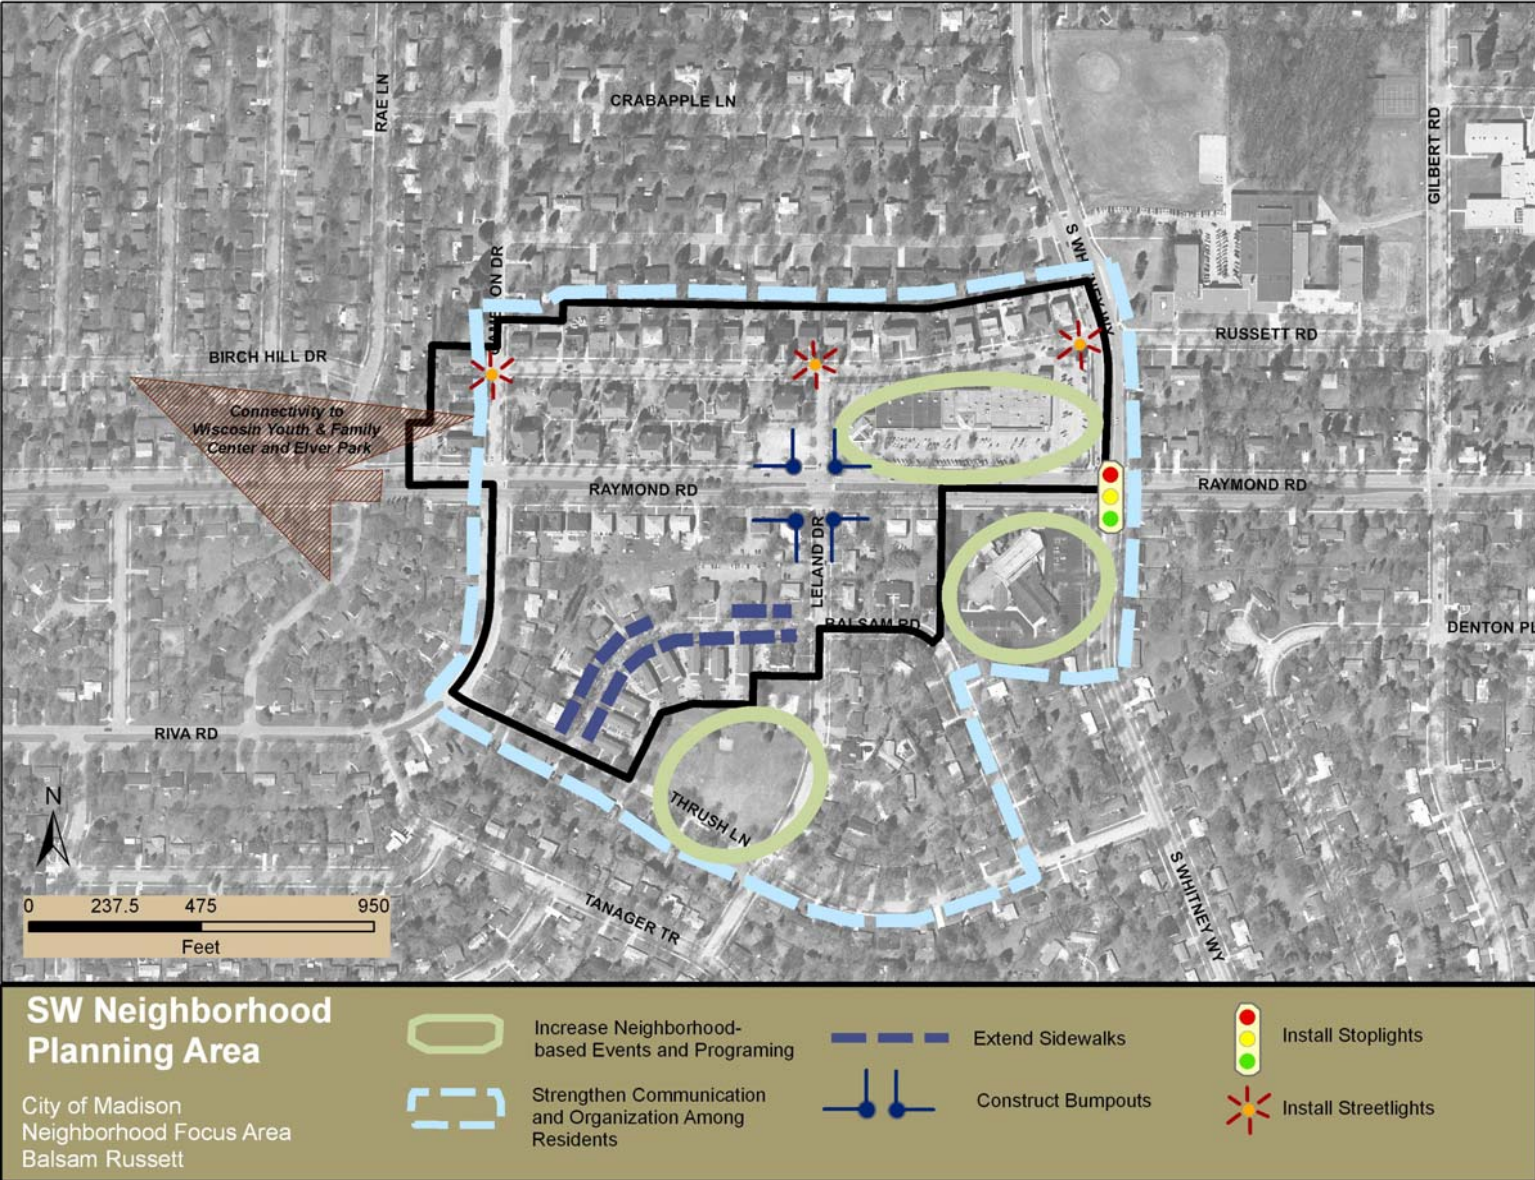 CRABAPPLE LN
RAE LN
GILBERT RD
S WHITNEY WY
CAMERON DR
RUSSETT RD
BIRCH HILL DR
Connectivity to
Wiscosin Youth & Family
Center and Elver Park
RAYMOND RD
RAYMOND RD
LELAND DR
BALSAM RD
DENTON PL
RIVA RD
THRUSH LN
TANAGER TR
S WHITNEY WY
N
0 237.5 475 950
Feet
SW Neighborhood
Planning Area
City of Madison
Neighborhood Focus Area
Balsam Russett
Increase Neighborhood-
based Events and Programing
Strengthen Communication
and Organization Among
Residents
Extend Sidewalks
Construct Bumpouts
Install Stoplights
Install Streetlights